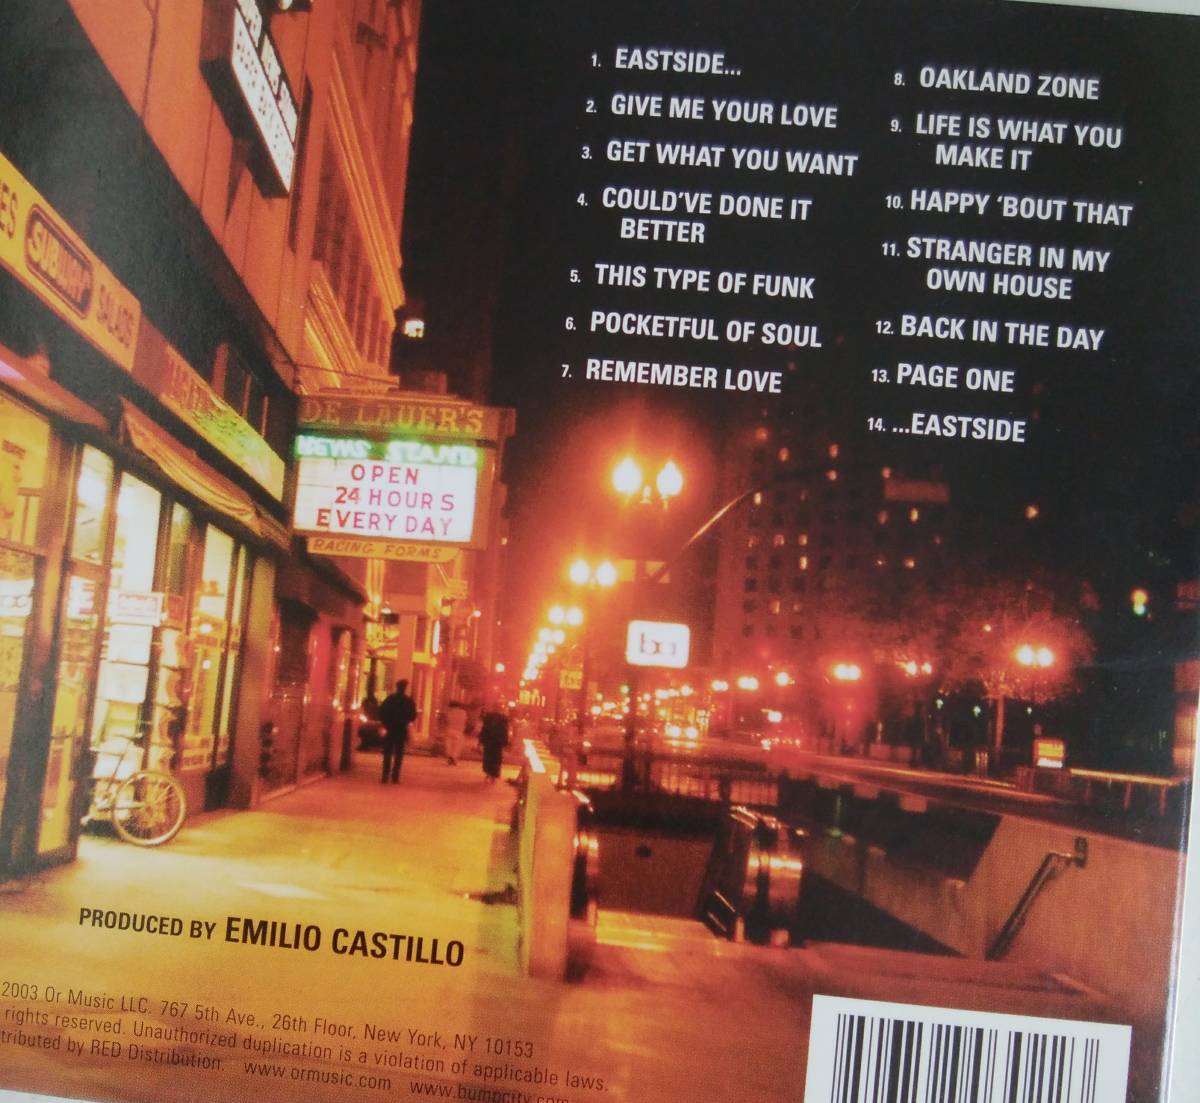 1. EASTSIDE...
2. GIVE ME YOUR LOVE
3. GET WHAT YOU WANT
4. COULD'VE DONE IT
BETTER
5. THIS TYPE OF FUNK
6. POCKETFUL OF SOUL
7. REMEMBER LOVE
8. OAKLAND ZONE
9. LIFE IS WHAT YOU
MAKE IT
10. HAPPY ‘BOUT THAT
11. STRANGER IN MY
OWN HOUSE
12. BACK IN THE DAY
13. PAGE ONE
14. ...EASTSIDE
SUBWAY
SALADS
DE LAUER'S
NEWS STAND
OPEN
24 HOURS
EVERY DAY
RACING FORMS
ba
PRODUCED BY EMILIO CASTILLO
2003 Or Music LLC. 767 5th Ave., 26th Floor, New York, NY 10153
rights reserved. Unauthorized duplication is a violation of applicable laws.
tributed by RED Distribution. www.ormusic.com www.bumpcity.com